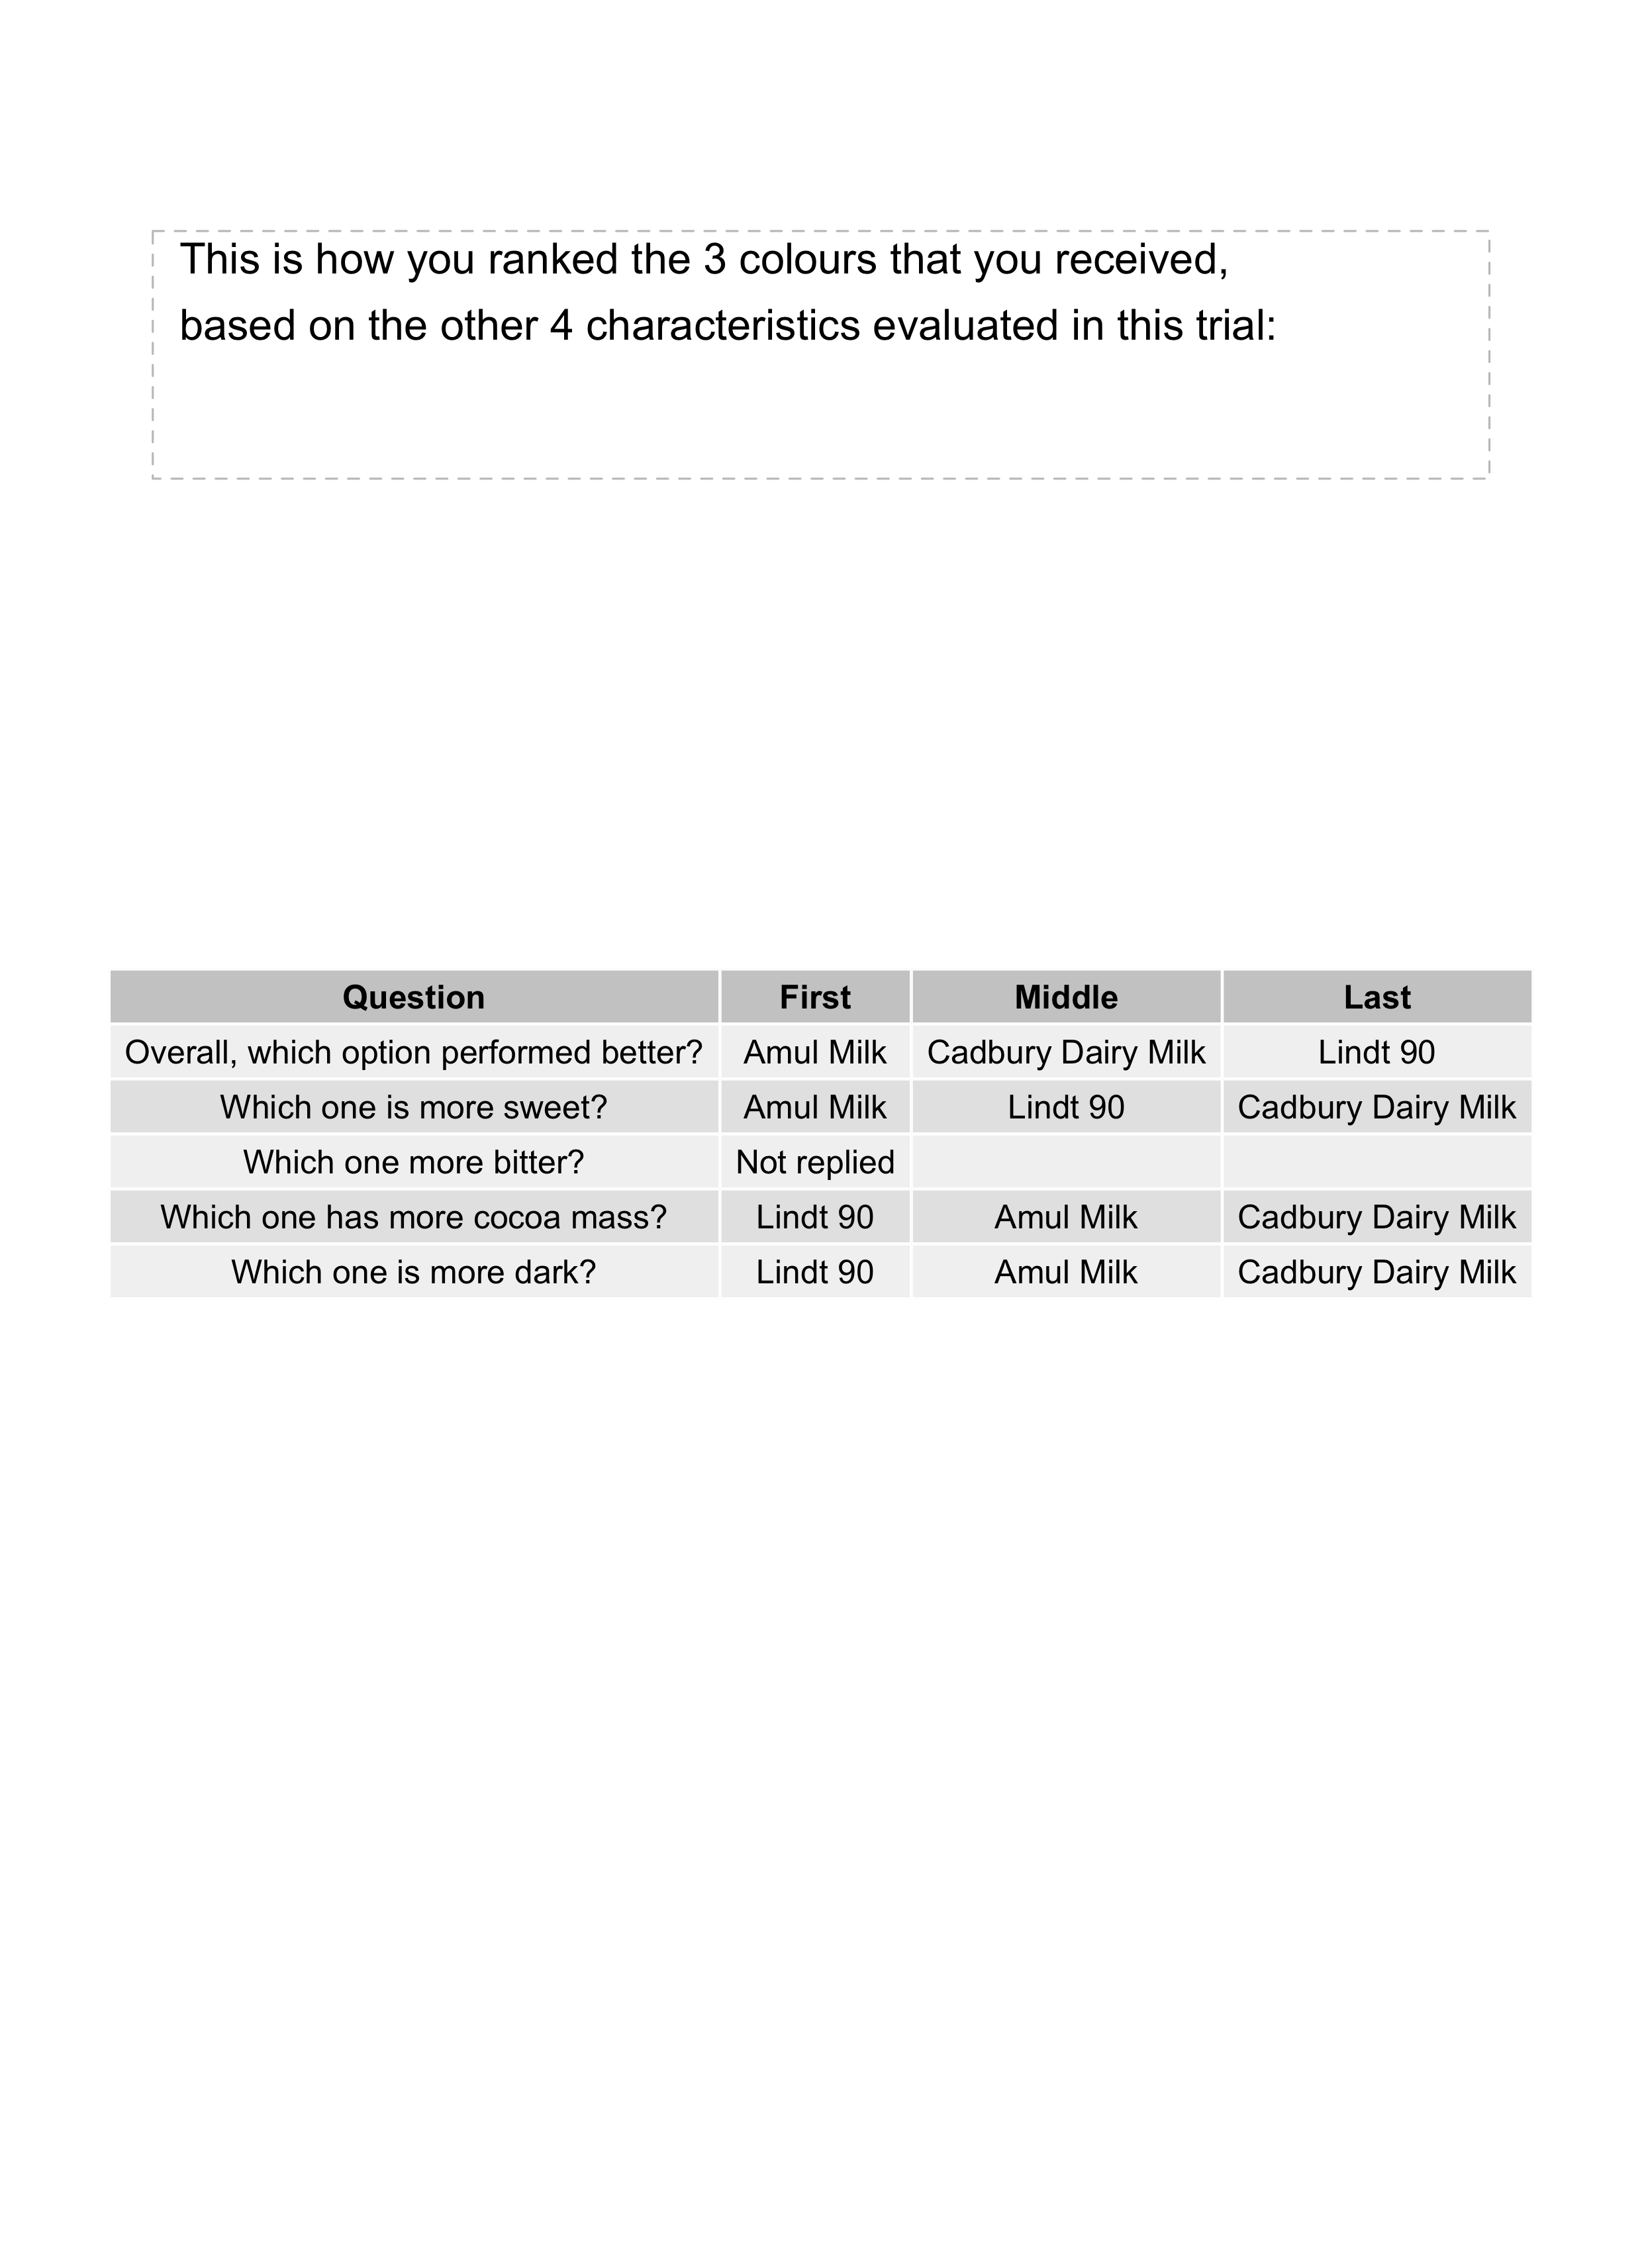 This is how you ranked the 3 colours that you received,
based on the other 4 characteristics evaluated in this trial:
Question First Middle Last
Overall, which option performed better? Amul Milk Cadbury Dairy Milk Lindt 90
Which one is more sweet? Amul Milk Lindt 90 Cadbury Dairy Milk
Which one more bitter? Not replied
Which one has more cocoa mass? Lindt 90 Amul Milk Cadbury Dairy Milk
Which one is more dark? Lindt 90 Amul Milk Cadbury Dairy Milk